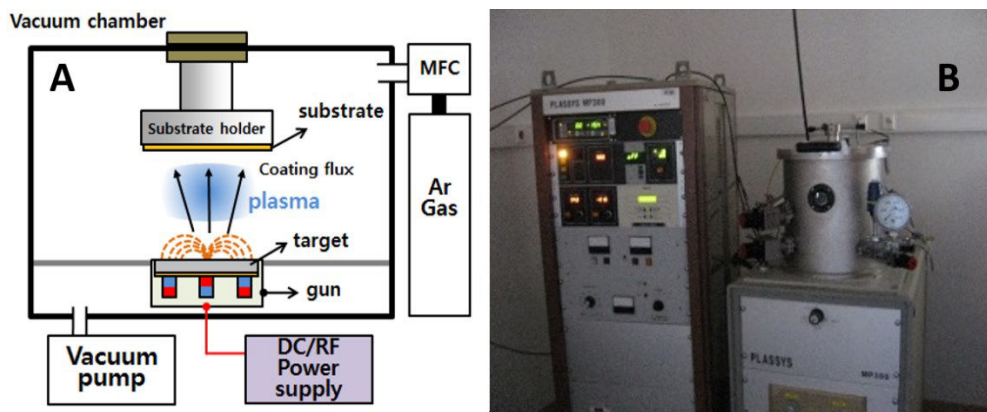 Vacuum chamber
A
MFC
substrate
Substrate holder
Coating flux
plasma
Ar
Gas
target
gun
Vacuum
pump
DC/RF
Power
supply
B
PLASSYS MP300
PLASSYS
MP300